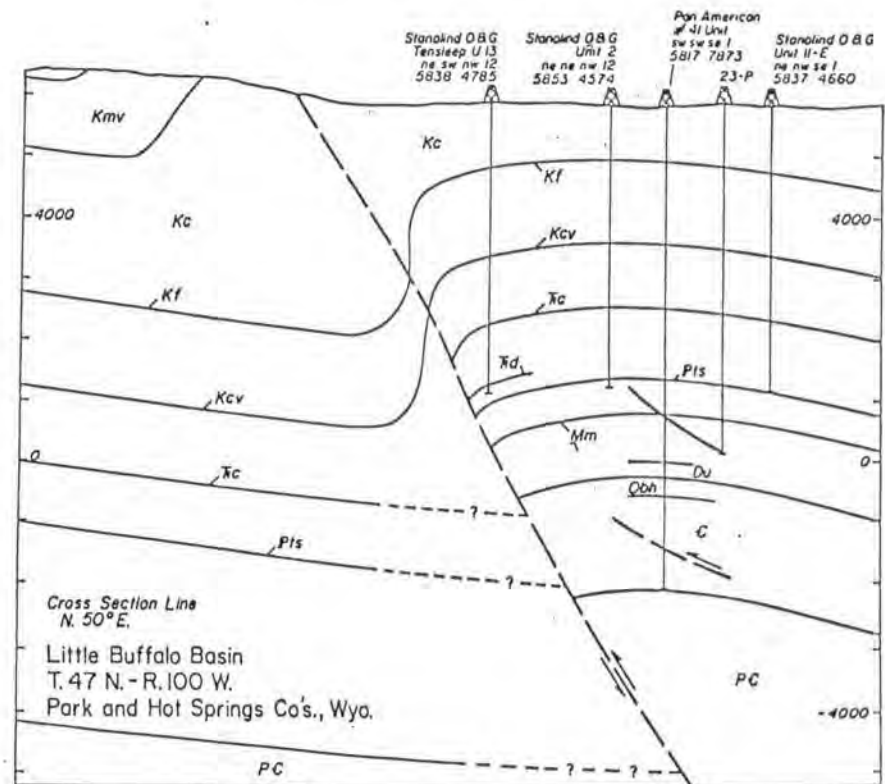 Stanolind O&G
Tensleep U 13
ne sw nw 12
5838 4785
Stanolind O&G
Unit 2
ne ne nw 12
5853 4574
Pan American
#41 Unit
sw sw se 1
5817 7873
23-P
Stanolind O&G
Unit 11-E
ne nw se 1
5837 4660
Kmv
Kc
Kf
4000
4000
Kc
Kcv
Kf
Ꞧc
Ꞧd
Pts
Kcv
Mm
0
0
Du
Ꞧc
Obh
?
Є
Pts
?
Cross Section Line
N. 50° E.
Little Buffalo Basin
T. 47 N. - R. 100 W.
Park and Hot Springs Co's., Wyo.
PC
-4000
PC
? ? ?